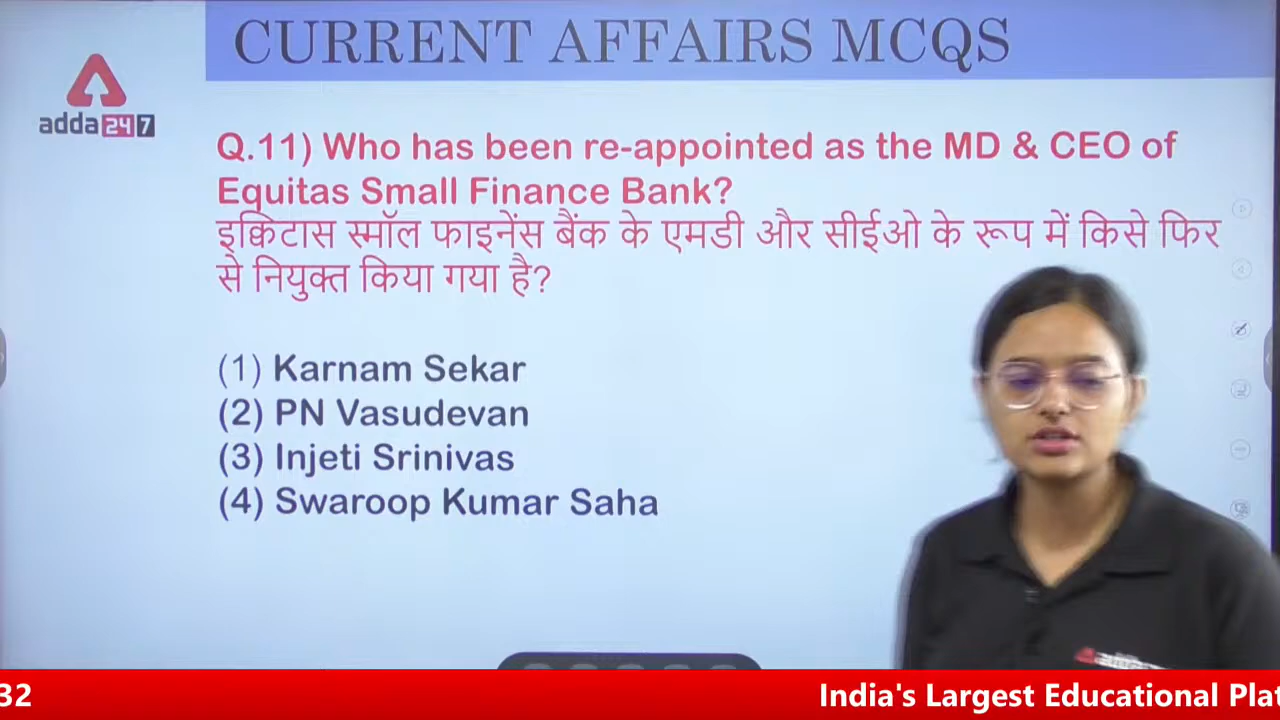 CURRENT AFFAIRS MCQS
adda247
Q.11) Who has been re-appointed as the MD & CEO of
Equitas Small Finance Bank?
इक्विटास स्मॉल फाइनेंस बैंक के एमडी और सीईओ के रूप में किसे फिर
से नियुक्त किया गया है?
(1) Karnam Sekar
(2) PN Vasudevan
(3) Injeti Srinivas
(4) Swaroop Kumar Saha
32
India's Largest Educational Plat